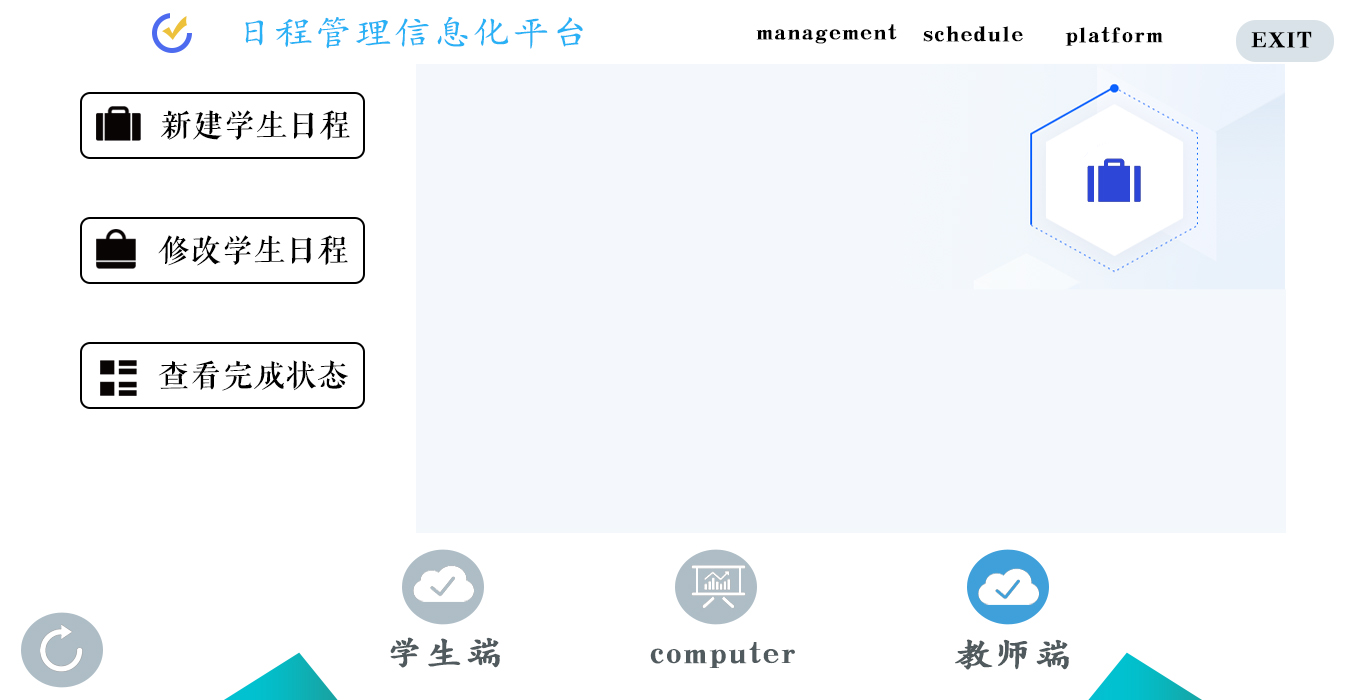 日程管理信息化平台
management schedule platform
EXIT
新建学生日程
修改学生日程
查看完成状态
学生端
computer
教师端